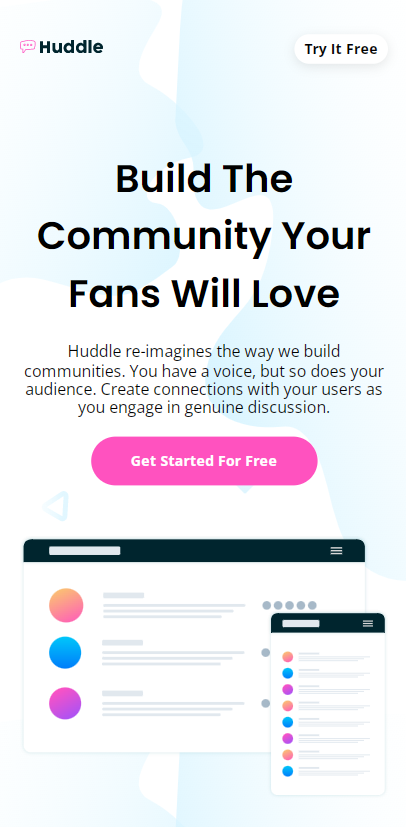 Huddle
Try It Free
Build The
Community Your
Fans Will Love
Huddle re-imagines the way we build
communities. You have a voice, but so does your
audience. Create connections with your users as
you engage in genuine discussion.
Get Started For Free